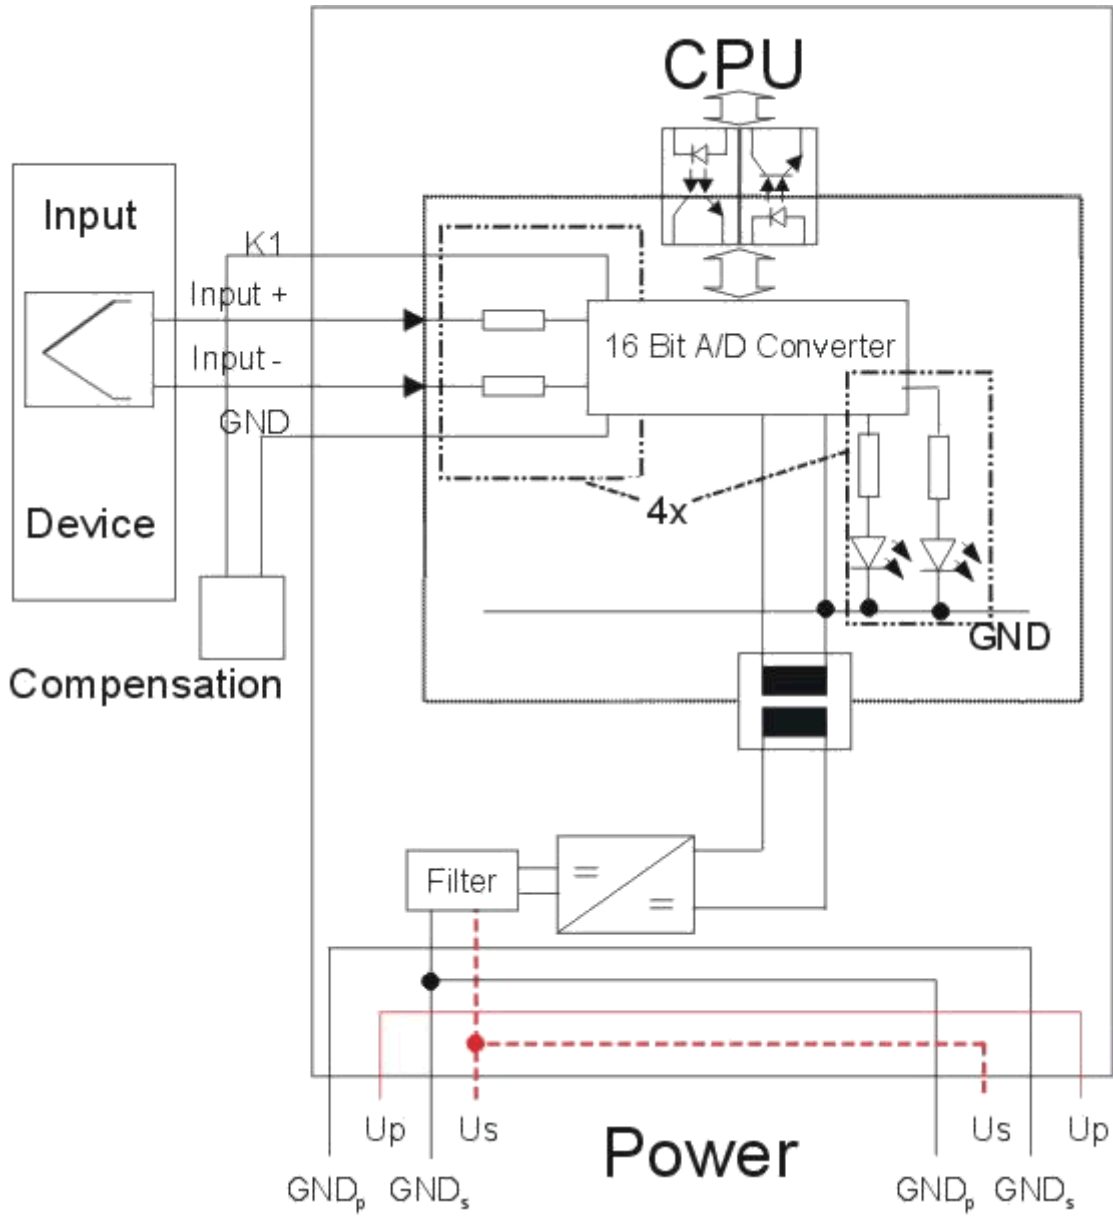 CPU
Input
K1
Input +
Input -
16 Bit A/D Converter
GND
Device
4x
GND
Compensation
Filter
Up
Us
Power
Us
Up
GNDp
GNDs
GNDp
GNDs